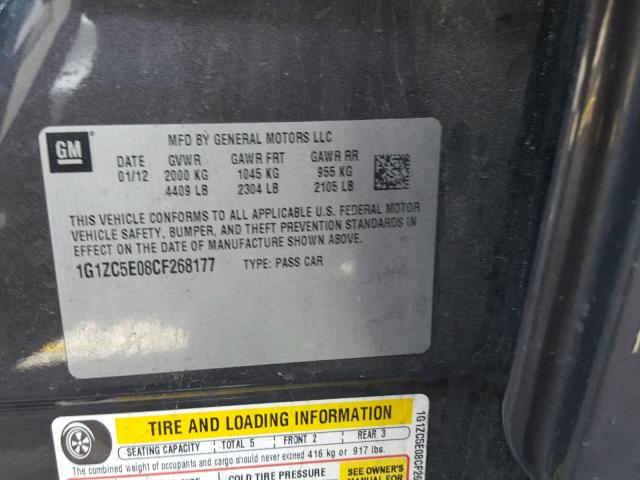 GM
MFD BY GENERAL MOTORS LLC
DATE GVWR GAWR FRT GAWR RR
01/12 2000 KG 1045 KG 955 KG
4409 LB 2304 LB 2105 LB
THIS VEHICLE CONFORMS TO ALL APPLICABLE U.S. FEDERAL MOTOR
VEHICLE SAFETY, BUMPER, AND THEFT PREVENTION STANDARDS IN
EFFECT ON THE DATE OF MANUFACTURE SHOWN ABOVE.
1G1ZC5E08CF268177 TYPE: PASS CAR
TIRE AND LOADING INFORMATION
SEATING CAPACITY TOTAL 5 FRONT 2 REAR 3
The combined weight of occupants and cargo should never exceed 416 kg or 917 lbs.
COLD TIRE PRESSURE
SEE OWNER'S
MANUAL FOR
1G1ZC5E08CF26